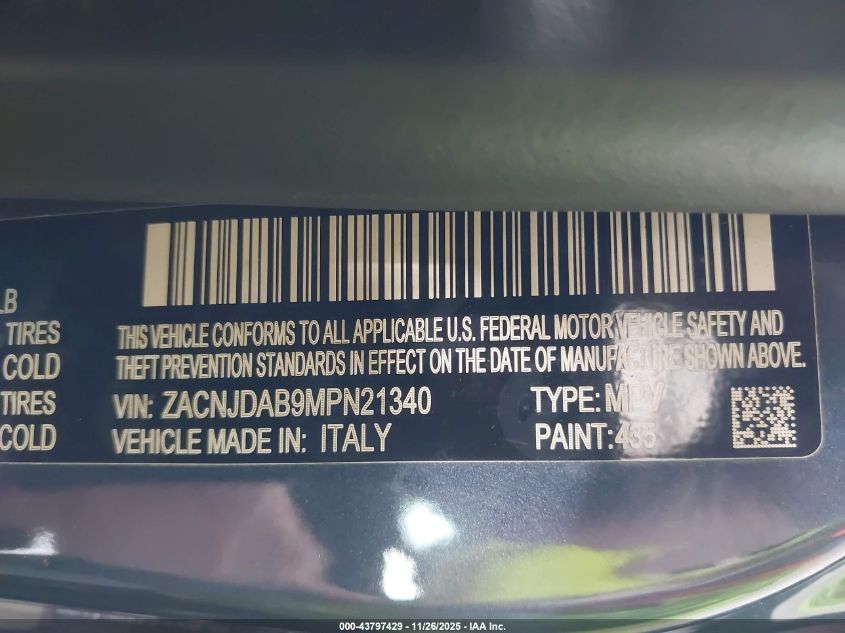 LB
TIRES
COLD
TIRES
COLD
THIS VEHICLE CONFORMS TO ALL APPLICABLE U.S. FEDERAL MOTOR VEHICLE SAFETY AND
THEFT PREVENTION STANDARDS IN EFFECT ON THE DATE OF MANUFACTURE SHOWN ABOVE.
VIN: ZACNJDAB9MPN21340 TYPE: MPV
VEHICLE MADE IN: ITALY PAINT:435
000-43797429 - 11/26/2025 - IAA Inc.